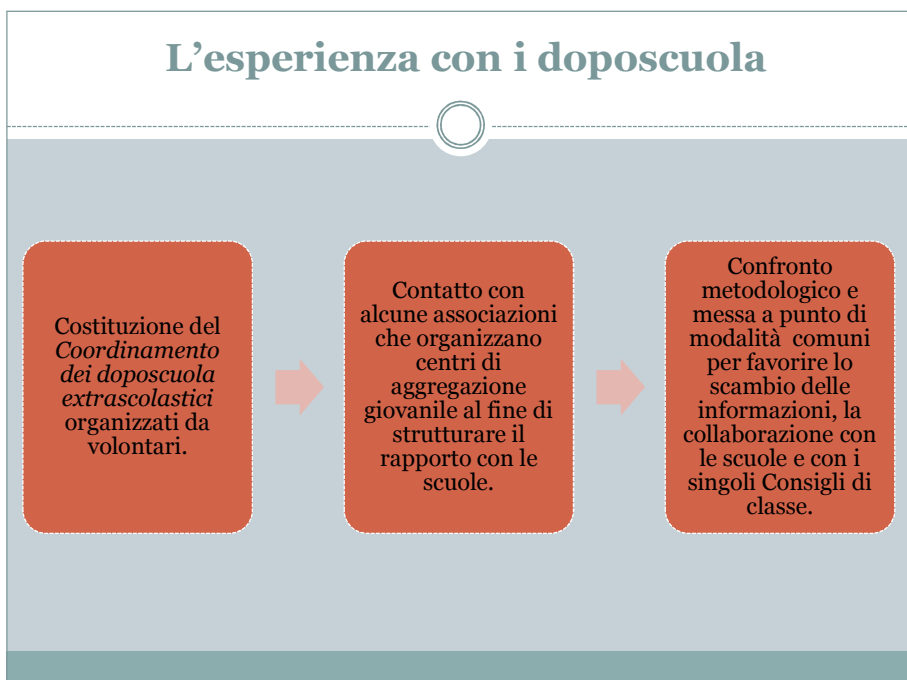 L’esperienza con i doposcuola
Costituzione del
Coordinamento
dei doposcuola
extrascolastici
organizzati da
volontari.
Contatto con
alcune associazioni
che organizzano
centri di
aggregazione
giovanile al fine di
strutturare il
rapporto con le
scuole.
Confronto
metodologico e
messa a punto di
modalità  comuni
per favorire lo
scambio delle
informazioni, la
collaborazione con
le scuole e con i
singoli Consigli di
classe.